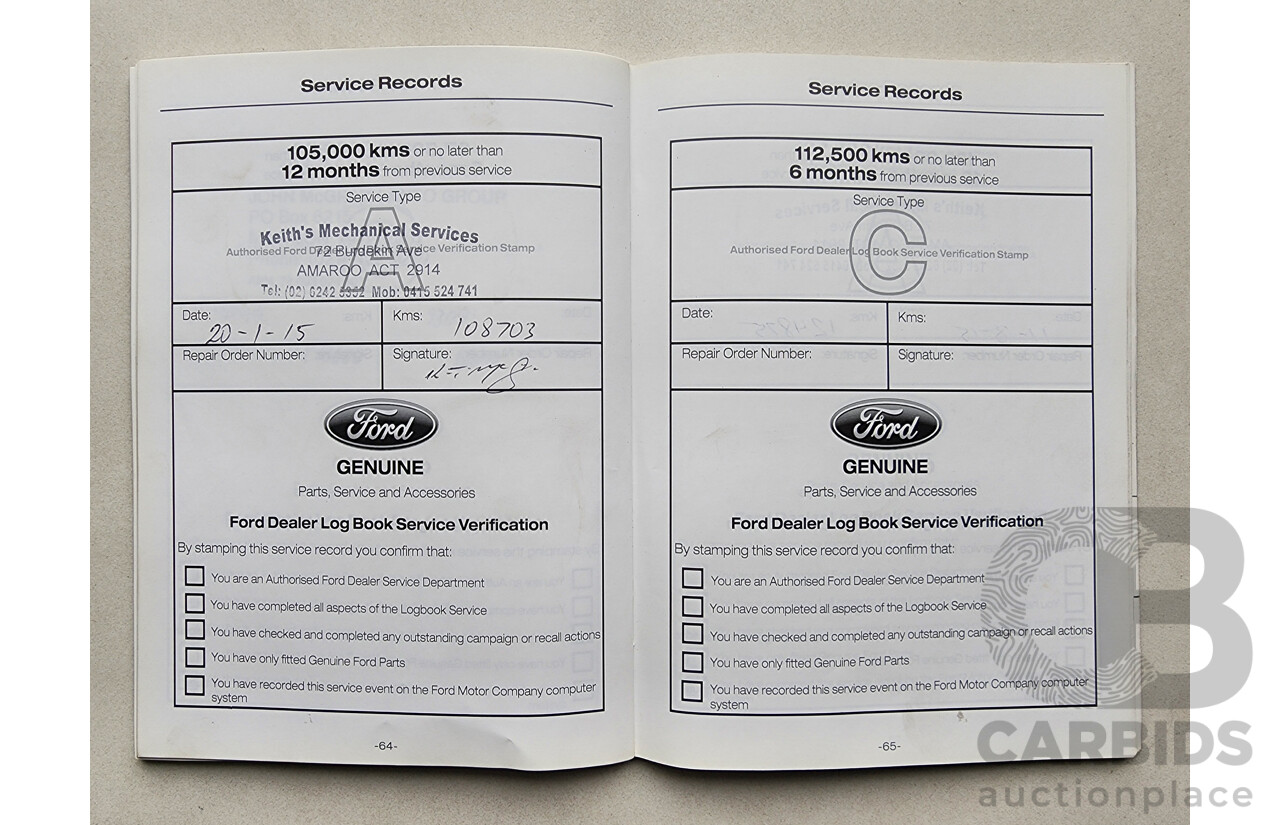 Service Records
105,000 kms or no later than
12 months from previous service
Service Type
A
Keith's Mechanical Services
Authorised Ford Dealer Log Book Service Verification Stamp
72 Burdekin Ave
AMAROO ACT 2914
Tel: (02) 6242 5352 Mob: 0415 524 741
Date: 20-1-15
Kms: 108703
Repair Order Number:
Signature:
Ford
GENUINE
Parts, Service and Accessories
Ford Dealer Log Book Service Verification
By stamping this service record you confirm that:
You are an Authorised Ford Dealer Service Department
You have completed all aspects of the Logbook Service
You have checked and completed any outstanding campaign or recall actions
You have only fitted Genuine Ford Parts
You have recorded this service event on the Ford Motor Company computer
system
-64-
Service Records
112,500 kms or no later than
6 months from previous service
Service Type
C
Authorised Ford Dealer Log Book Service Verification Stamp
Date:
Kms:
Repair Order Number:
Signature:
Ford
GENUINE
Parts, Service and Accessories
Ford Dealer Log Book Service Verification
By stamping this service record you confirm that:
You are an Authorised Ford Dealer Service Department
You have completed all aspects of the Logbook Service
You have checked and completed any outstanding campaign or recall actions
You have only fitted Genuine Ford Parts
You have recorded this service event on the Ford Motor Company computer
system
-65-
CB
CARBIDS
auctionplace